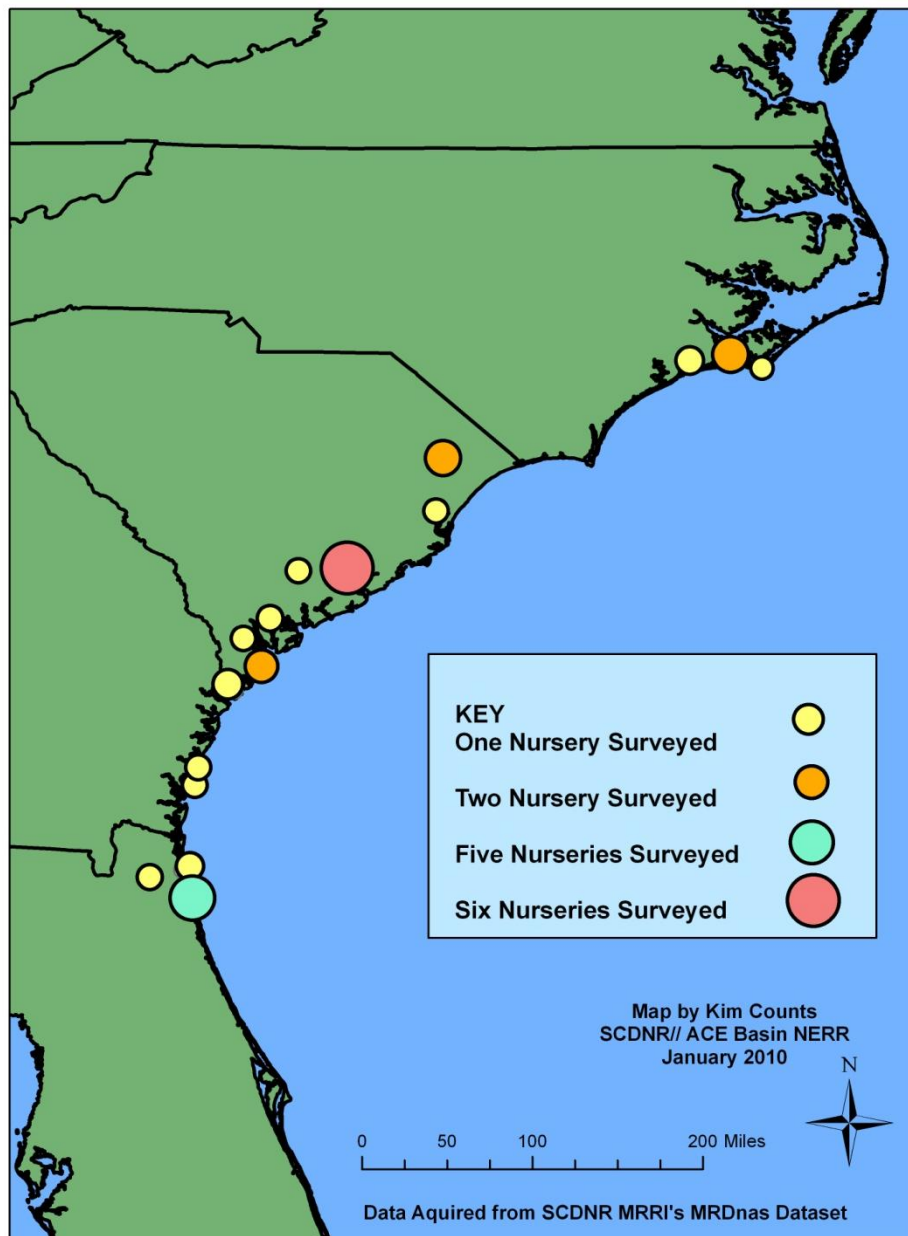 KEY
One Nursery Surveyed
Two Nursery Surveyed
Five Nurseries Surveyed
Six Nurseries Surveyed
Map by Kim Counts
SCDNR// ACE Basin NERR
January 2010
N
0 50 100 200 Miles
Data Aquired from SCDNR MRRI's MRDnas Dataset